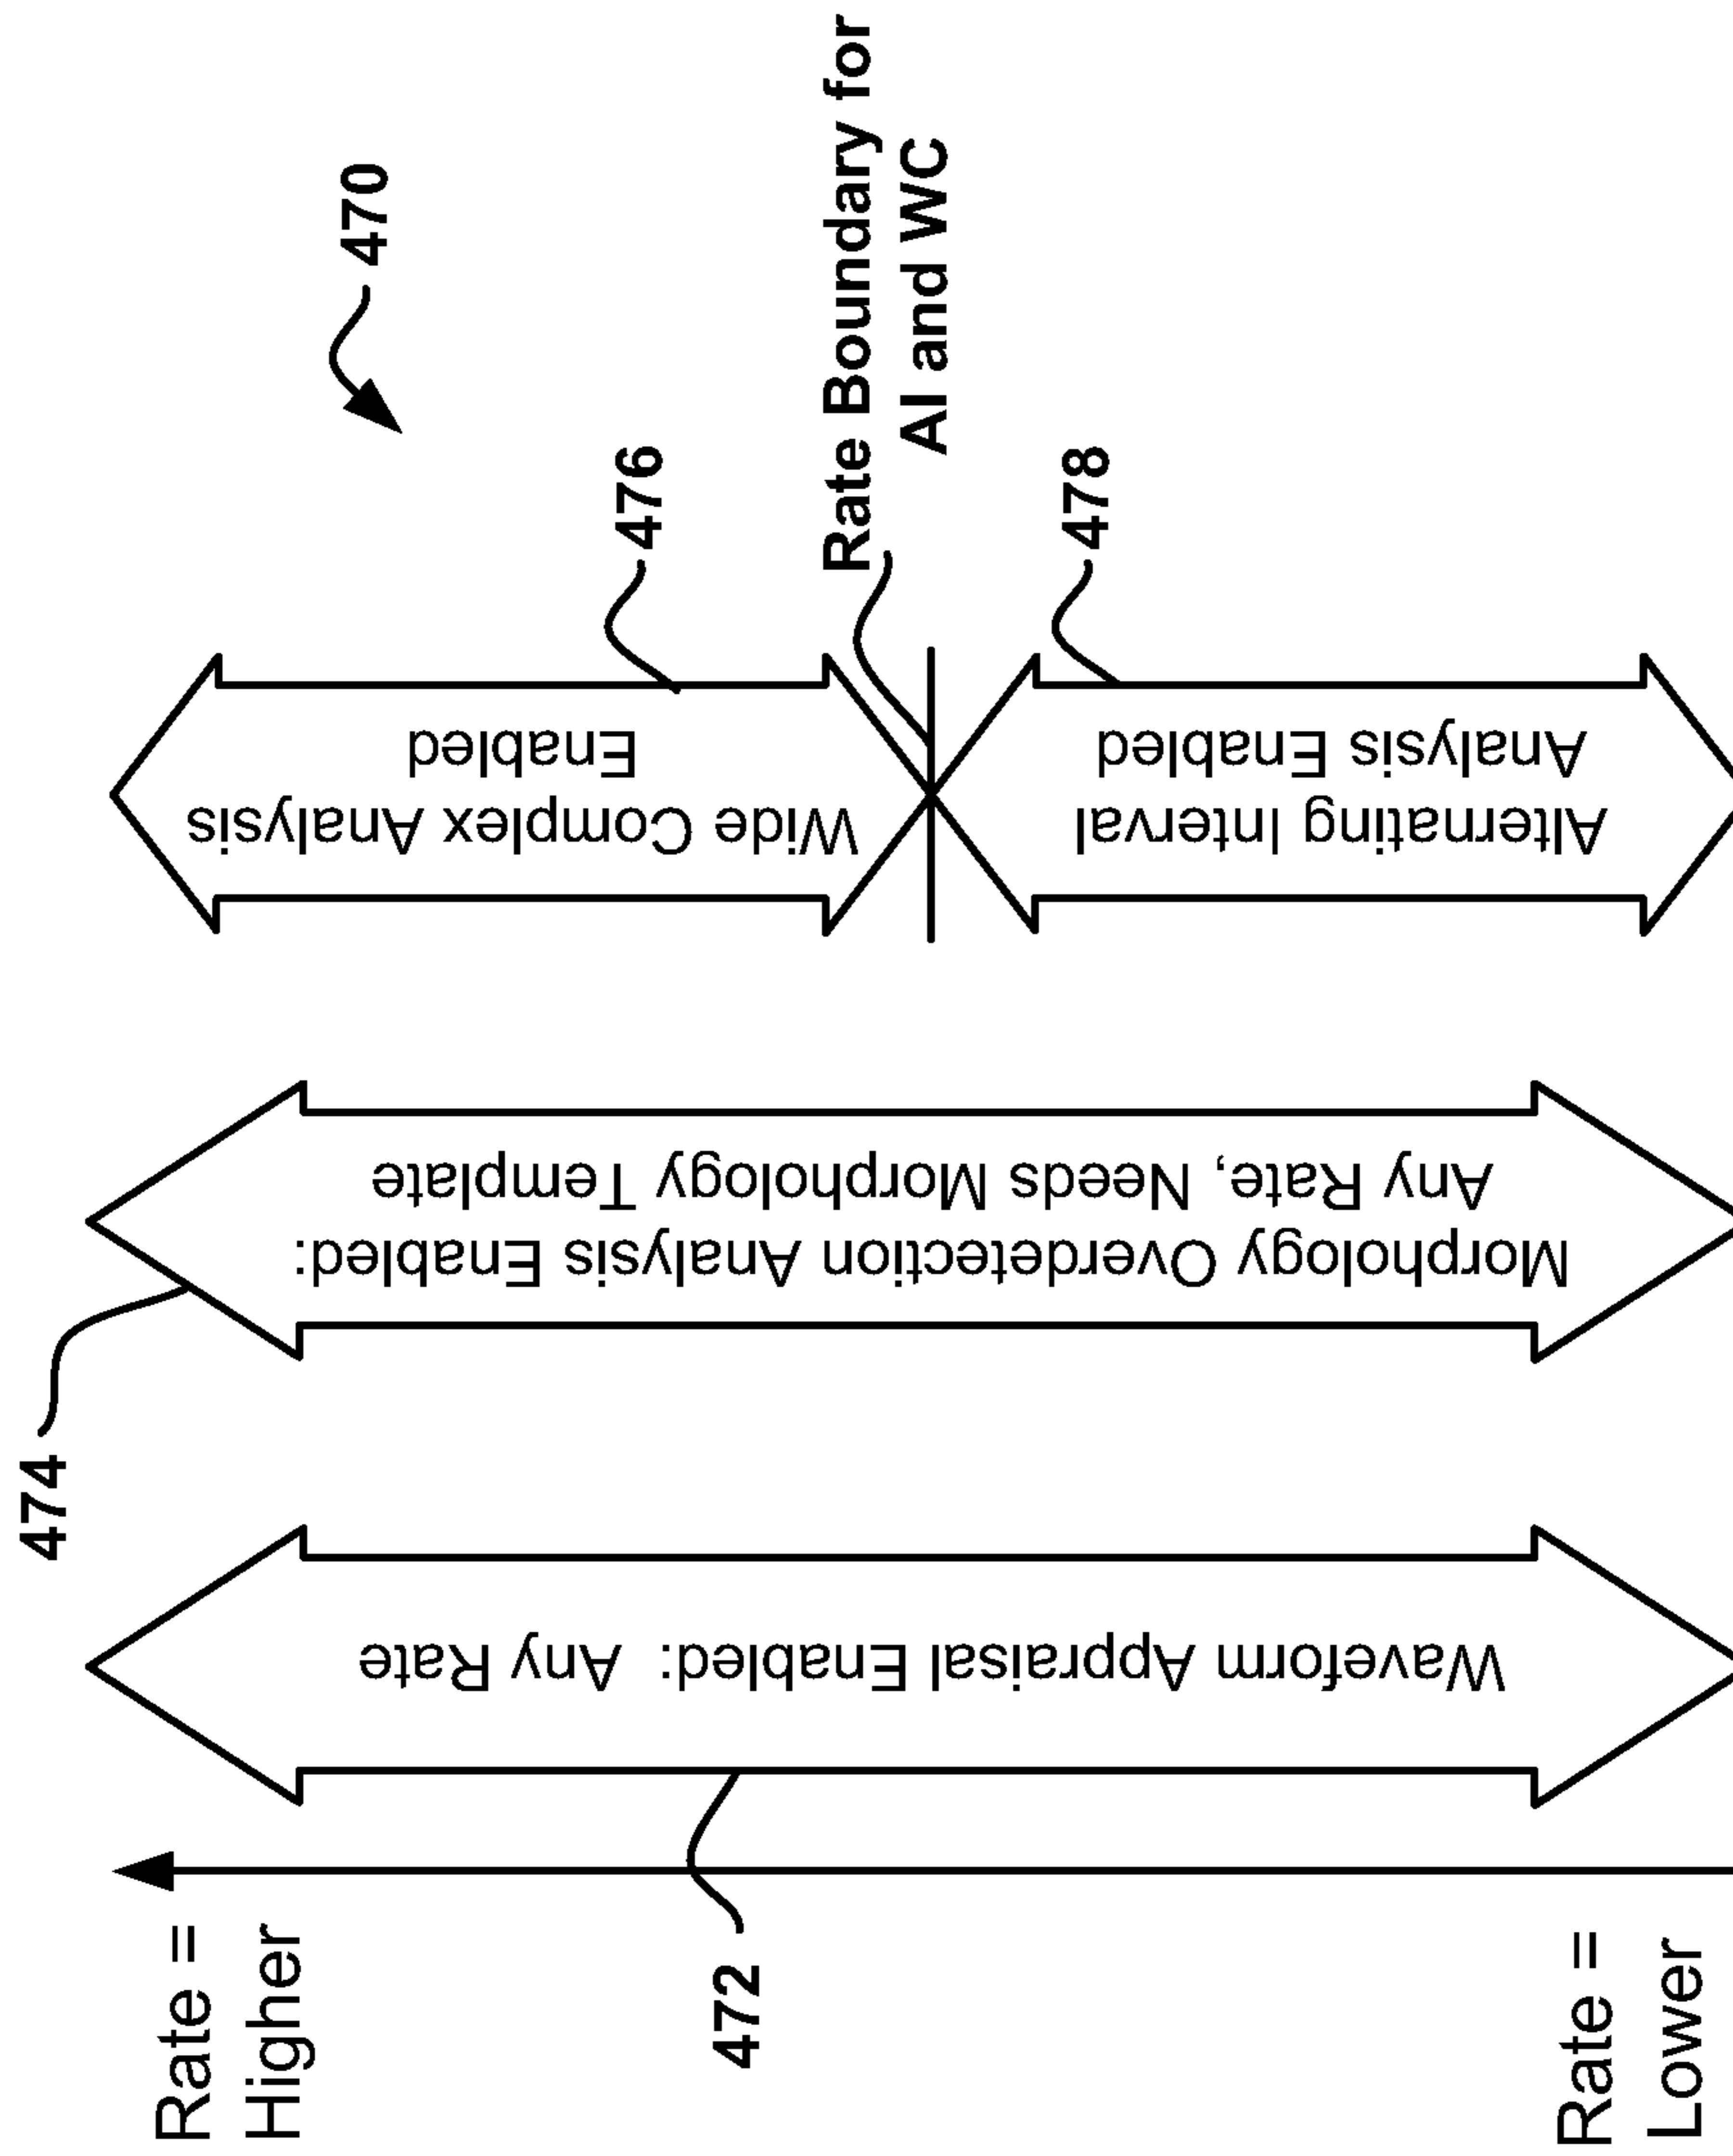 470
Rate =
Higher
474
476
Rate Boundary for
AI and WC
478
472
Waveform Appraisal Enabled:  Any Rate
Morphology Overdetection Analysis Enabled:
Any Rate, Needs Morphology Template
Wide Complex Analysis
Enabled
Alternating Interval
Analysis Enabled
Rate =
Lower